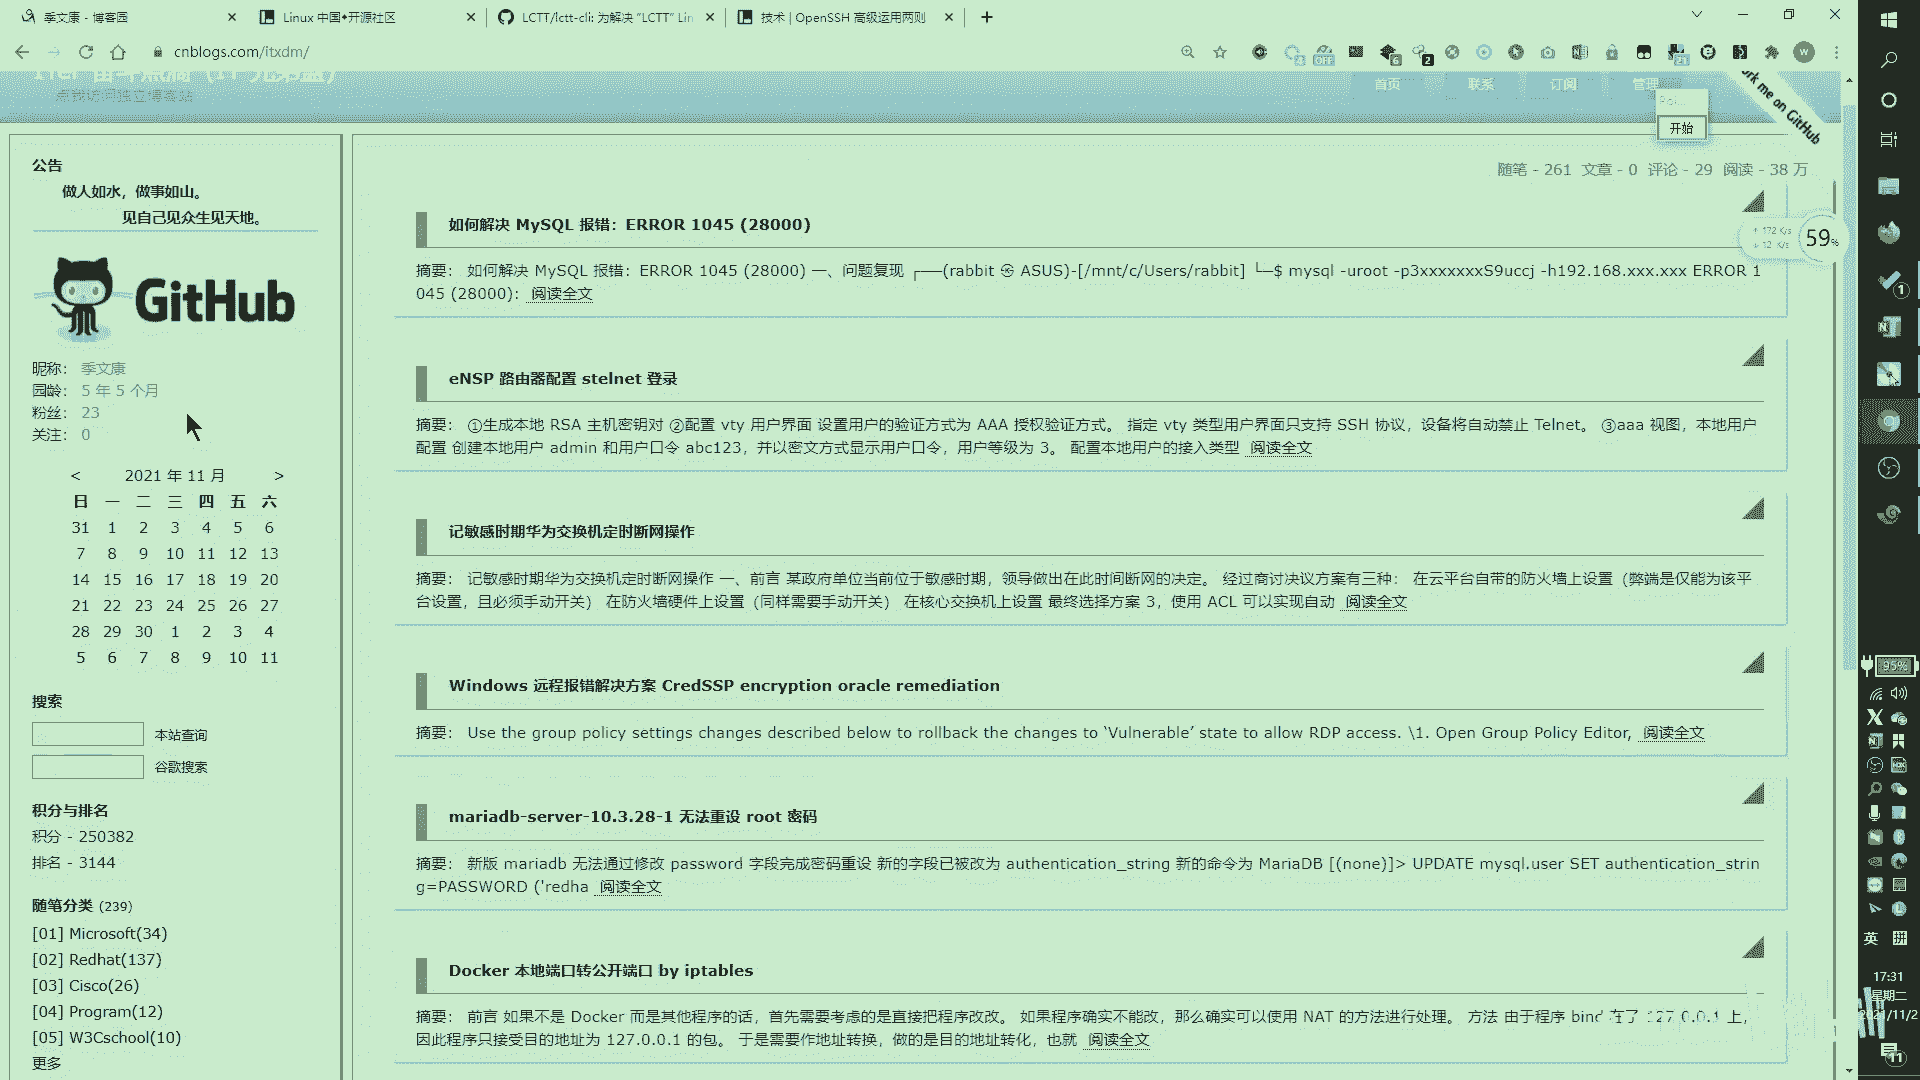 季文康 - 博客园
Linux 中国◆开源社区
LCTT/lctt-cli: 为解决 “LCTT” Lin
技术 | OpenSSH 高级运用两则
cnblogs.com/itxdm/
点我访问独立博客站
首页
联系
订阅
管理
开始
rk me on GitHub
公告
做人如水，做事如山。
见自己见众生见天地。
GitHub
昵称： 季文康
园龄： 5 年 5 个月
粉丝： 23
关注： 0
< 2021 年 11 月 >
日 一 二 三 四 五 六
31 1 2 3 4 5 6
7 8 9 10 11 12 13
14 15 16 17 18 19 20
21 22 23 24 25 26 27
28 29 30 1 2 3 4
5 6 7 8 9 10 11
搜索
本站查询
谷歌搜索
积分与排名
积分 - 250382
排名 - 3144
随笔分类 (239)
[01] Microsoft(34)
[02] Redhat(137)
[03] Cisco(26)
[04] Program(12)
[05] W3Cschool(10)
更多
随笔 - 261 文章 - 0 评论 - 29 阅读 - 38 万
如何解决 MySQL 报错：ERROR 1045 (28000)
摘要： 如何解决 MySQL 报错：ERROR 1045 (28000) 一、问题复现 ┌──(rabbit ㉿ ASUS)-[/mnt/c/Users/rabbit] └─$ mysql -uroot -p3xxxxxxxS9uccj -h192.168.xxx.xxx ERROR 1
045 (28000)： 阅读全文
eNSP 路由器配置 stelnet 登录
摘要： ①生成本地 RSA 主机密钥对 ②配置 vty 用户界面 设置用户的验证方式为 AAA 授权验证方式。 指定 vty 类型用户界面只支持 SSH 协议，设备将自动禁止 Telnet。 ③aaa 视图，本地用户
配置 创建本地用户 admin 和用户口令 abc123，并以密文方式显示用户口令，用户等级为 3。 配置本地用户的接入类型 阅读全文
记敏感时期华为交换机定时断网操作
摘要： 记敏感时期华为交换机定时断网操作 一、前言 某政府单位当前位于敏感时期，领导做出在此时间断网的决定。 经过商讨决议方案有三种： 在云平台自带的防火墙上设置（弊端是仅能为该平
台设置，且必须手动开关） 在防火墙硬件上设置（同样需要手动开关） 在核心交换机上设置 最终选择方案 3，使用 ACL 可以实现自动 阅读全文
Windows 远程报错解决方案 CredSSP encryption oracle remediation
摘要： Use the group policy settings changes described below to rollback the changes to ‘Vulnerable’ state to allow RDP access. \1. Open Group Policy Editor, 阅读全文
mariadb-server-10.3.28-1 无法重设 root 密码
摘要： 新版 mariadb 无法通过修改 password 字段完成密码重设 新的字段已被改为 authentication_string 新的命令为 MariaDB [(none)]> UPDATE mysql.user SET authentication_strin
g=PASSWORD ('redha 阅读全文
Docker 本地端口转公开端口 by iptables
摘要： 前言 如果不是 Docker 而是其他程序的话，首先需要考虑的是直接把程序改改。 如果程序确实不能改，那么确实可以使用 NAT 的方法进行处理。 方法 由于程序 bind 在了 127.0.0.1 上，
因此程序只接受目的地址为 127.0.0.1 的包。 于是需要作地址转换，做的是目的地址转化，也就 阅读全文
59%
95%
英 拼
17:31
星期二
2021/11/2
11